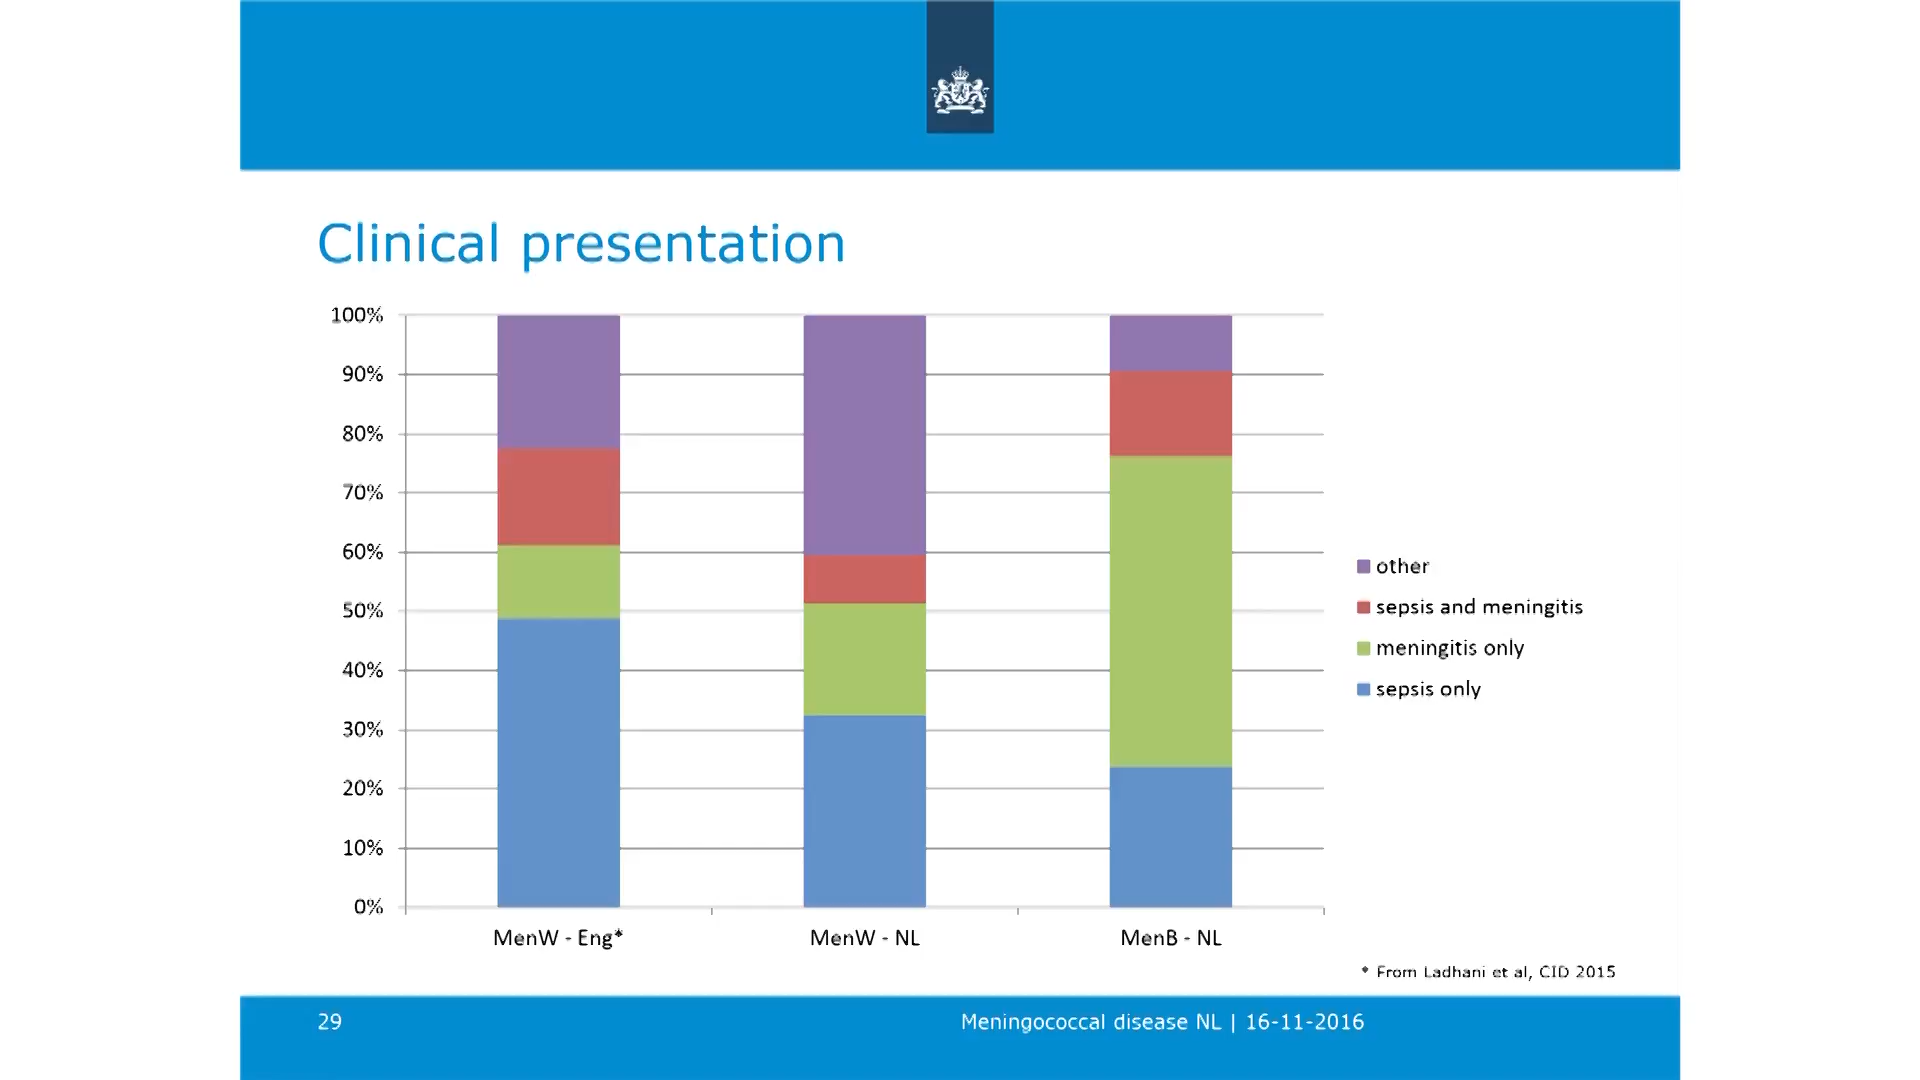 Clinical presentation
100%
90%
80%
70%
60%
50%
40%
30%
20%
10%
0%
MenW - Eng*
MenW - NL
MenB - NL
other
sepsis and meningitis
meningitis only
sepsis only
* From Ladhani et al, CID 2015
29
Meningococcal disease NL | 16-11-2016